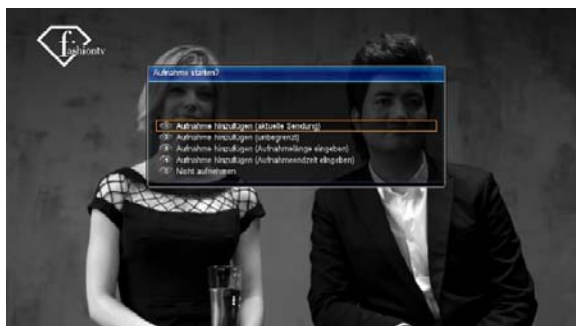 fashiontv
Aufnahme starten?
Aufnahme hinzufügen (aktuelle Sendung)
Aufnahme hinzufügen (unbegrenzt)
Aufnahme hinzufügen (Aufnahmelänge eingeben)
Aufnahme hinzufügen (Aufnahmeendzeit eingeben)
Nicht aufnehmen